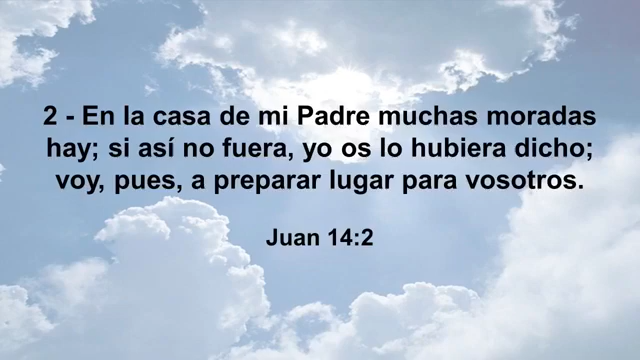 2 - En la casa de mi Padre muchas moradas
hay; si así no fuera, yo os lo hubiera dicho;
voy, pues, a preparar lugar para vosotros.
Juan 14:2